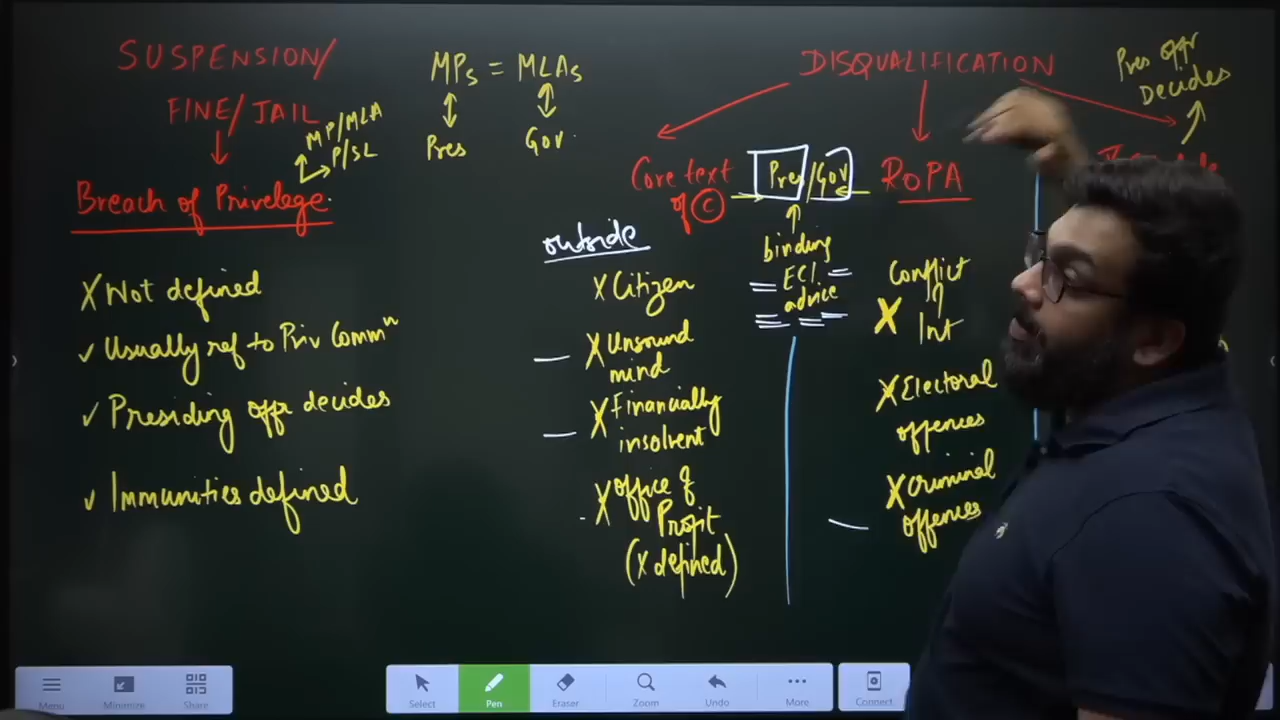 SUSPENSION/
FINE/JAIL
MP/MLA
P/SL
Breach of Privelege
X Not defined
✓ Usually ref to Priv Commⁿ
✓ Presiding offr decides
✓ Immunities defined
MPs = MLAs
Pres Gov
DISQUALIFICATION
Pres offr
Decides
Core text
of ©
Pres/Gov
RoPA
outside
binding
ECI
advice
X Citizen
X Unsound
mind
X Financially
insolvent
X office of
Profit
(X defined)
Conflict
of
X Int
X Electoral
offences
X criminal
offences
Menu
Minimize
Share
Select
Pen
Eraser
Zoom
Undo
More
Connect